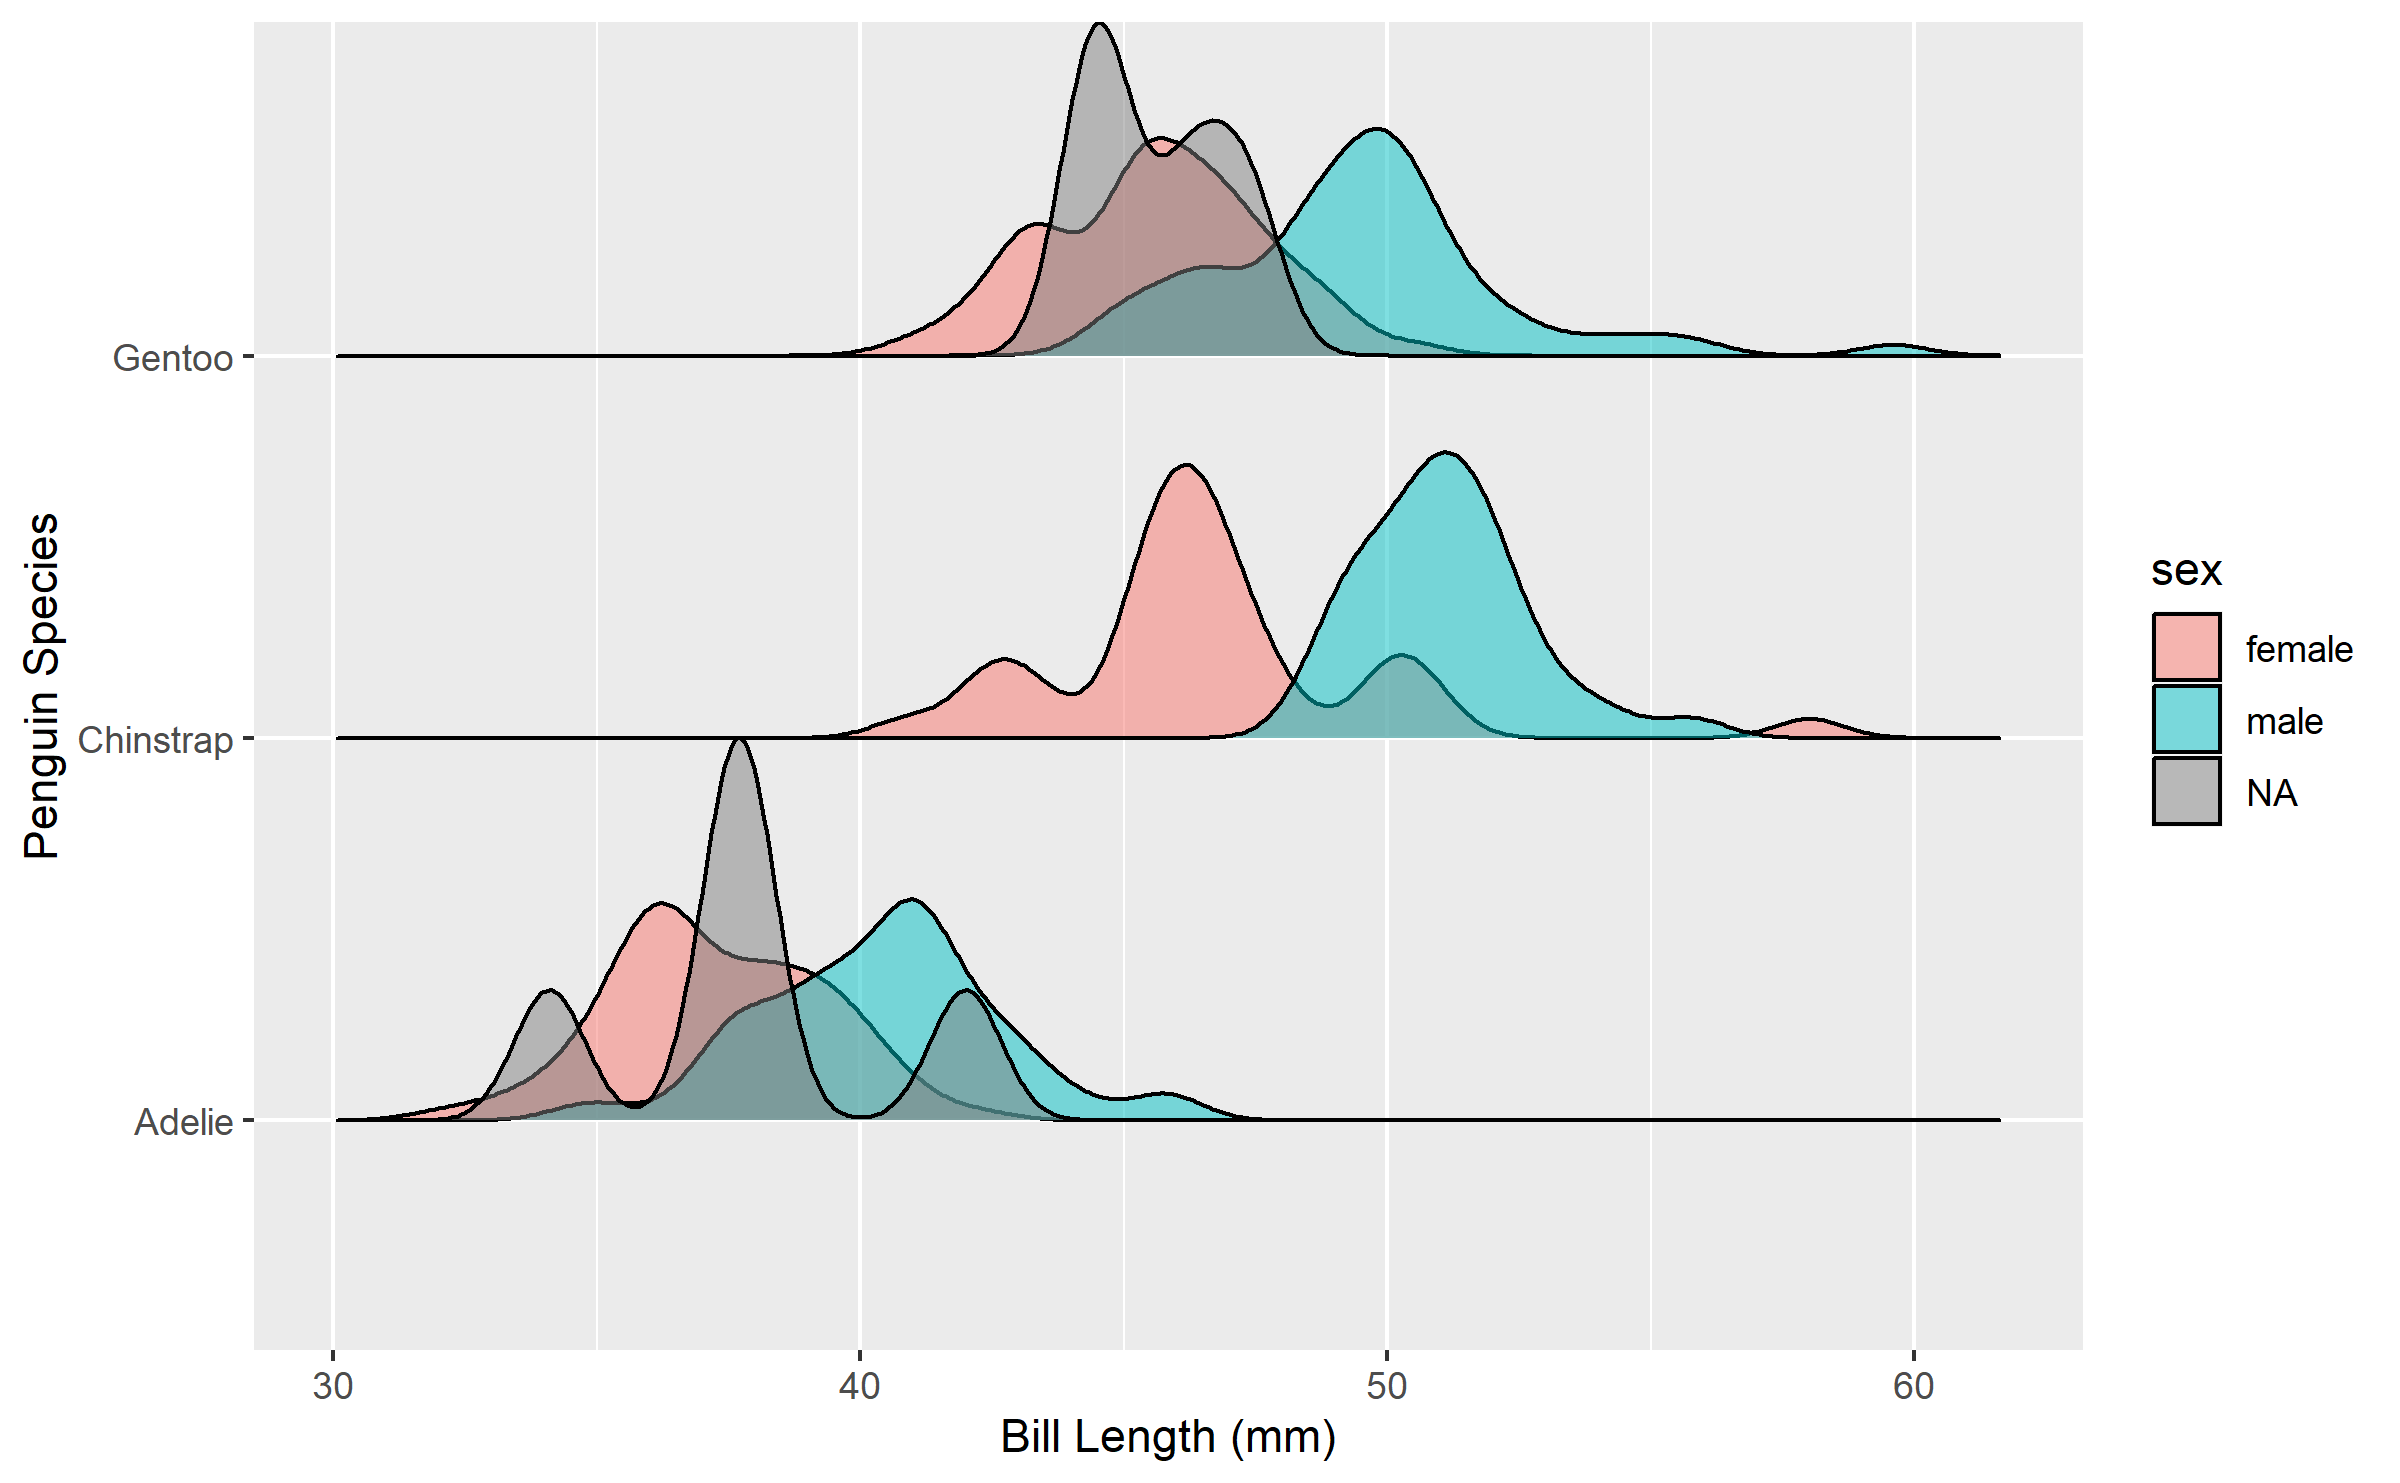 Penguin Species
Gentoo
Chinstrap
Adelie
30 40 50 60
Bill Length (mm)
sex
female
male
NA